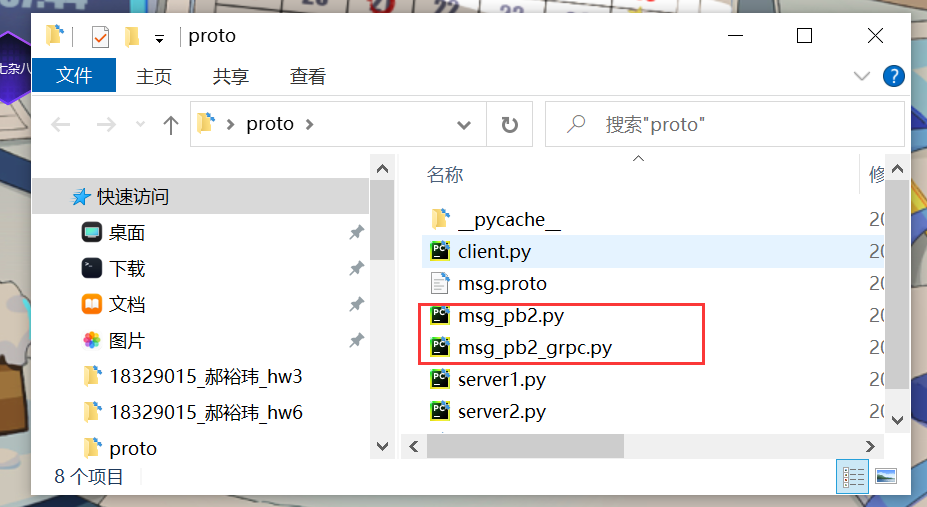 七杂八
proto
文件 主页 共享 查看
proto
搜索"proto"
名称
修
快速访问
桌面
下载
文档
图片
18329015_郝裕玮_hw3
18329015_郝裕玮_hw6
proto
__pycache__
client.py
msg.proto
msg_pb2.py
msg_pb2_grpc.py
server1.py
server2.py
8 个项目